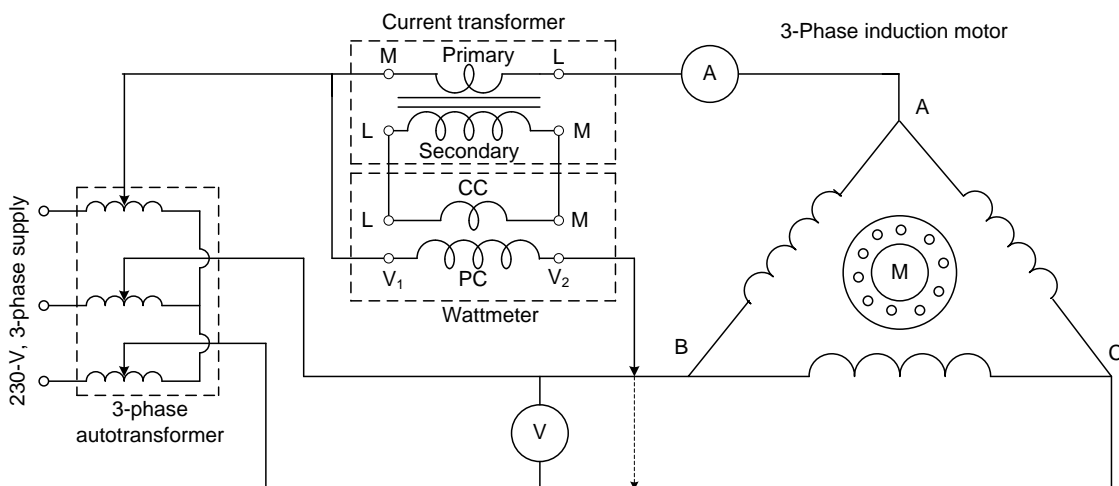 Current transformer
3-Phase induction motor
M
Primary
L
A
A
L
Secondary
M
CC
L
M
V₁
PC
V₂
Wattmeter
M
B
C
V
230-V, 3-phase supply
3-phase
autotransformer